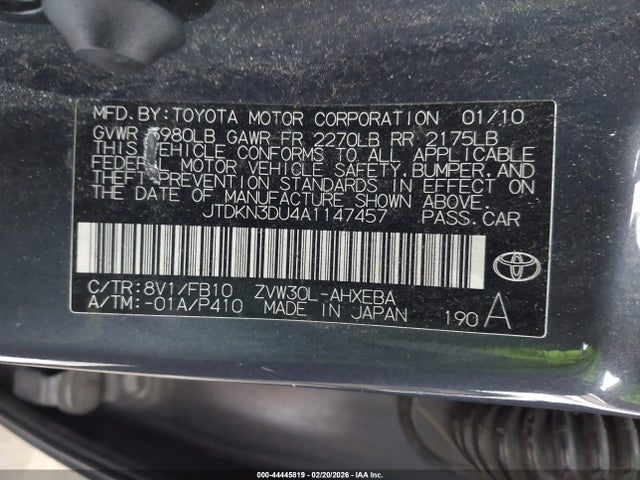 MFD. BY: TOYOTA MOTOR CORPORATION 01/10
GVWR 3980LB GAWR FR 2270LB RR 2175LB
THIS VEHICLE CONFORMS TO ALL APPLICABLE
FEDERAL MOTOR VEHICLE SAFETY, BUMPER, AND
THEFT PREVENTION STANDARDS IN EFFECT ON
THE DATE OF MANUFACTURE SHOWN ABOVE.
JTDKN3DU4A1147457 PASS.CAR
C/TR:8V1/FB10 ZVW30L-AHXEBA
A/TM:-01A/P410 MADE IN JAPAN 190 A
000-44445819 | 02/20/2026 - IAAI.com